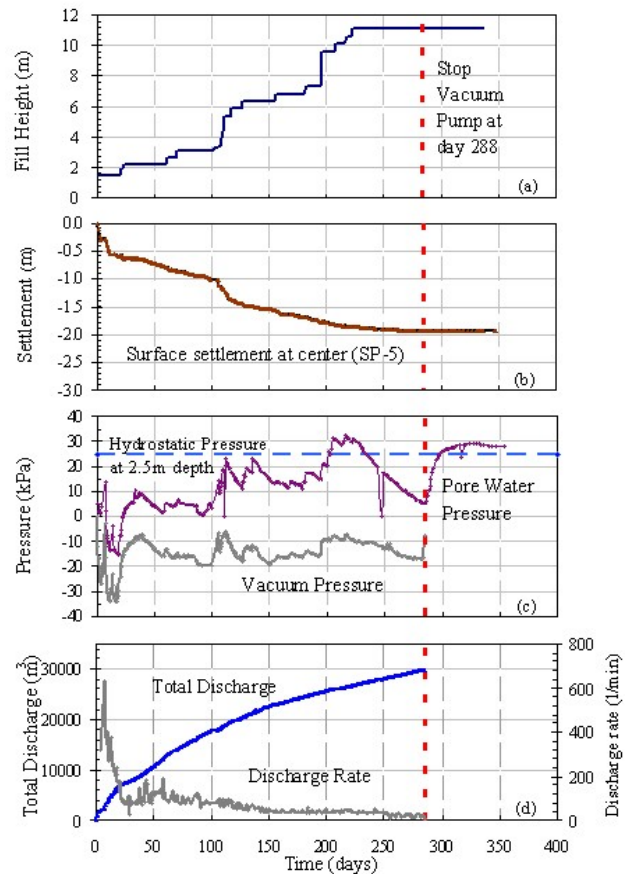 12
10
8
6
4
2
0
Fill Height (m)
Stop
Vacuum
Pump at
day 288
(a)
0.0
-0.5
-1.0
-1.5
-2.0
-2.5
-3.0
Settlement (m)
Surface settlement at center (SP-5)
(b)
40
30
20
10
0
-10
-20
-30
-40
Pressure (kPa)
Hydrostatic Pressure
at 2.5m depth
Pore Water
Pressure
Vacuum Pressure
(c)
30000
20000
10000
0
Total Discharge (m³)
800
600
400
200
0
Discharge rate (l/min)
Total Discharge
Discharge Rate
(d)
0 50 100 150 200 250 300 350 400
Time (days)